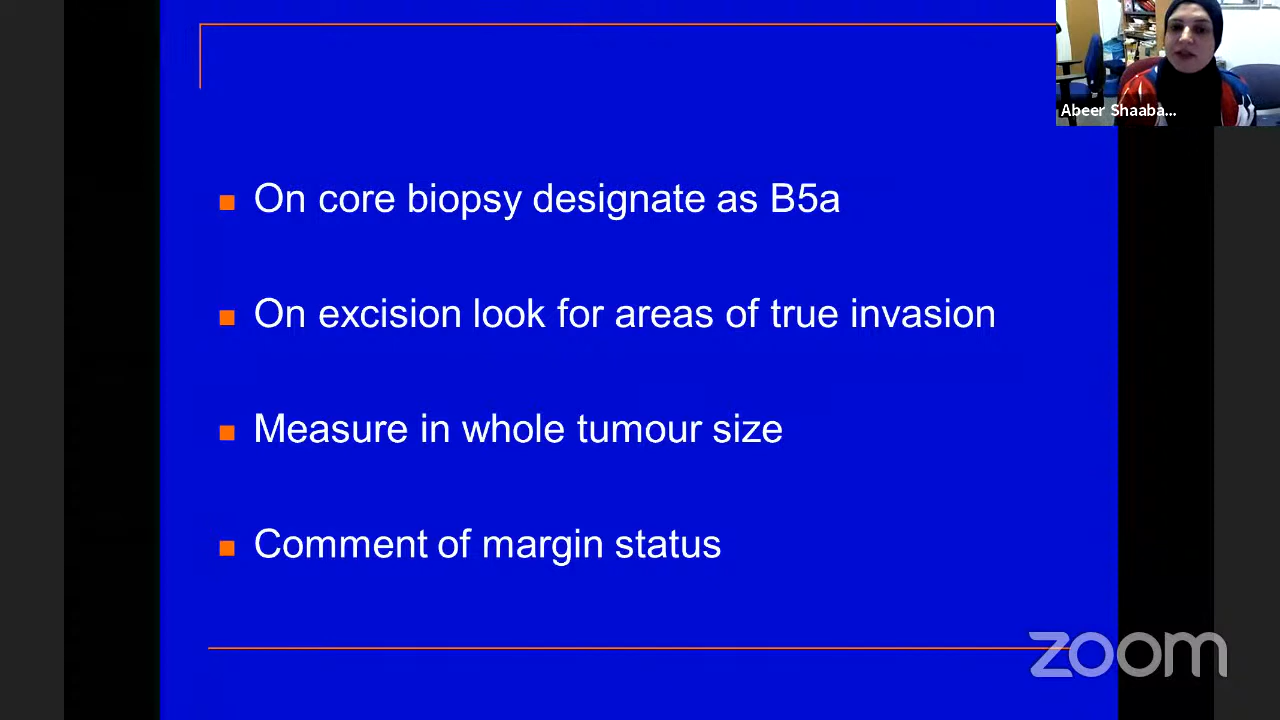 Abeer Shaaba...
On core biopsy designate as B5a
On excision look for areas of true invasion
Measure in whole tumour size
Comment of margin status
zoom